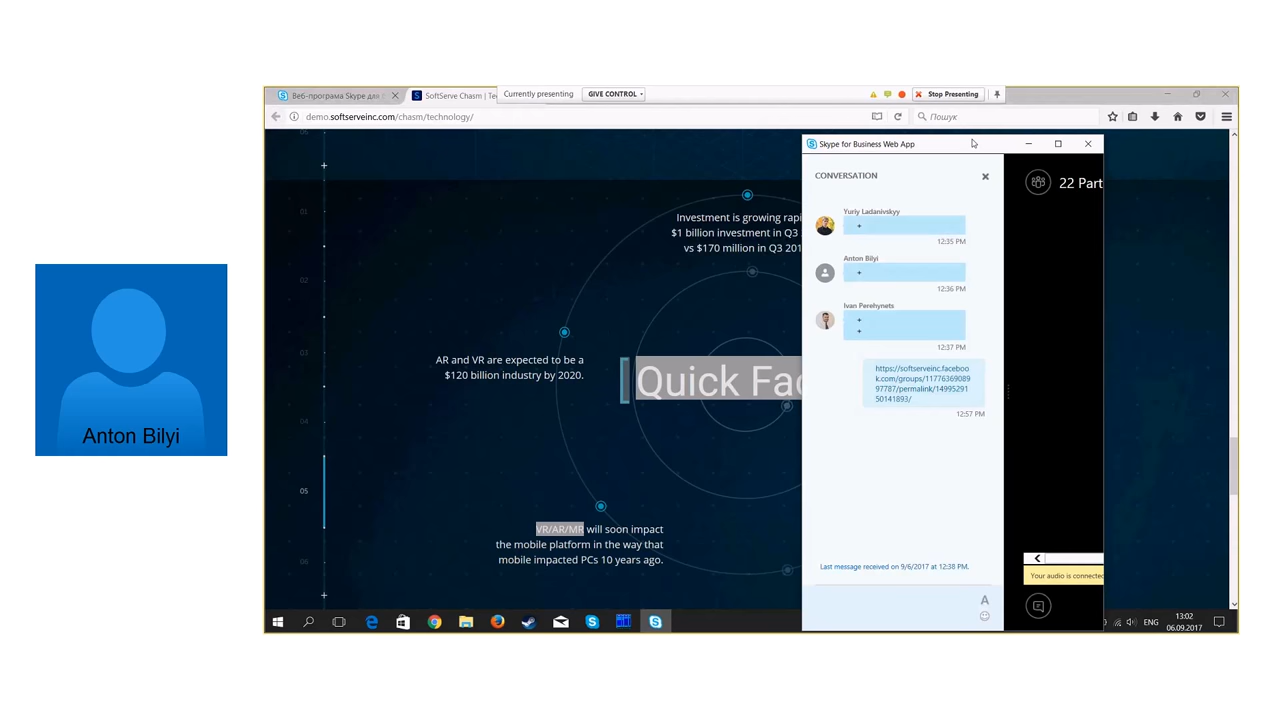 Веб-програма Skype для
SoftServe Chasm | Tec
Currently presenting
GIVE CONTROL
Stop Presenting
demo.softserveinc.com/chasm/technology/
Пошук
Skype for Business Web App
CONVERSATION
22 Part
Yuriy Ladanivskyy
+
12:35 PM
Anton Bilyi
+
12:36 PM
Ivan Perehynets
+
+
12:37 PM
https://softserveinc.faceboo
k.com/groups/11776369089
97787/permalink/14995291
50141893/
12:57 PM
Last message received on 9/6/2017 at 12:38 PM.
Your audio is connected
01
02
03
04
05
06
Investment is growing rapi
$1 billion investment in Q3
vs $170 million in Q3 201
AR and VR are expected to be a
$120 billion industry by 2020.
Quick Fac
VR/AR/MR will soon impact
the mobile platform in the way that
mobile impacted PCs 10 years ago.
Anton Bilyi
ENG
13:02
06.09.2017